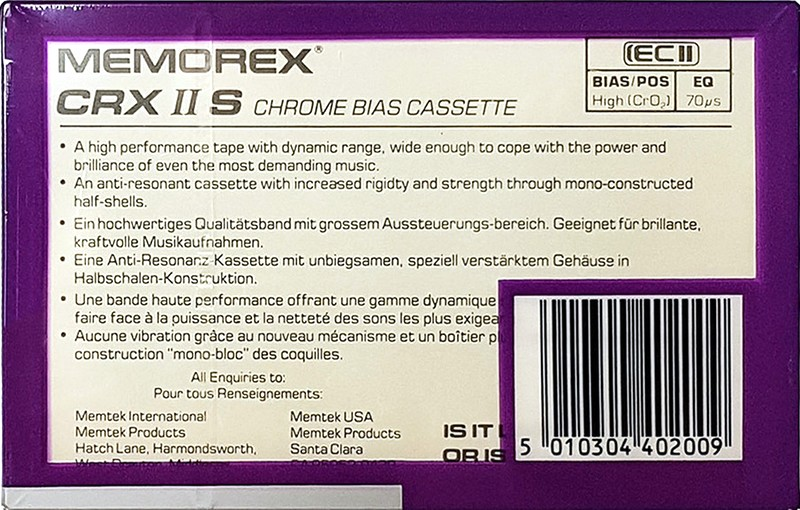 MEMOREX®
CRX II S CHROME BIAS CASSETTE
IEC II
BIAS/POS EQ
High (CrO₂) 70µs
• A high performance tape with dynamic range, wide enough to cope with the power and
brilliance of even the most demanding music.
• An anti-resonant cassette with increased rigidty and strength through mono-constructed
half-shells.
• Ein hochwertiges Qualitätsband mit grossem Aussteuerungs-bereich. Geeignet für brillante,
kraftvolle Musikaufnahmen.
• Eine Anti-Resonanz Kassette mit unbiegsamen, speziell verstärktem Gehäuse in
Halbschalen-Konstruktion.
• Une bande haute performance offrant une gamme dynamique
faire face à la puissance et la netteté des sons les plus exigea
• Aucune vibration grâce au nouveau mécanisme et un boîtier
construction "mono-bloc" des coquilles.
All Enquiries to:
Pour tous Renseignements:
Memtek International
Memtek Products
Hatch Lane, Harmondsworth,
Memtek USA
Memtek Products
Santa Clara
IS IT
OR IS
5 010304 402009